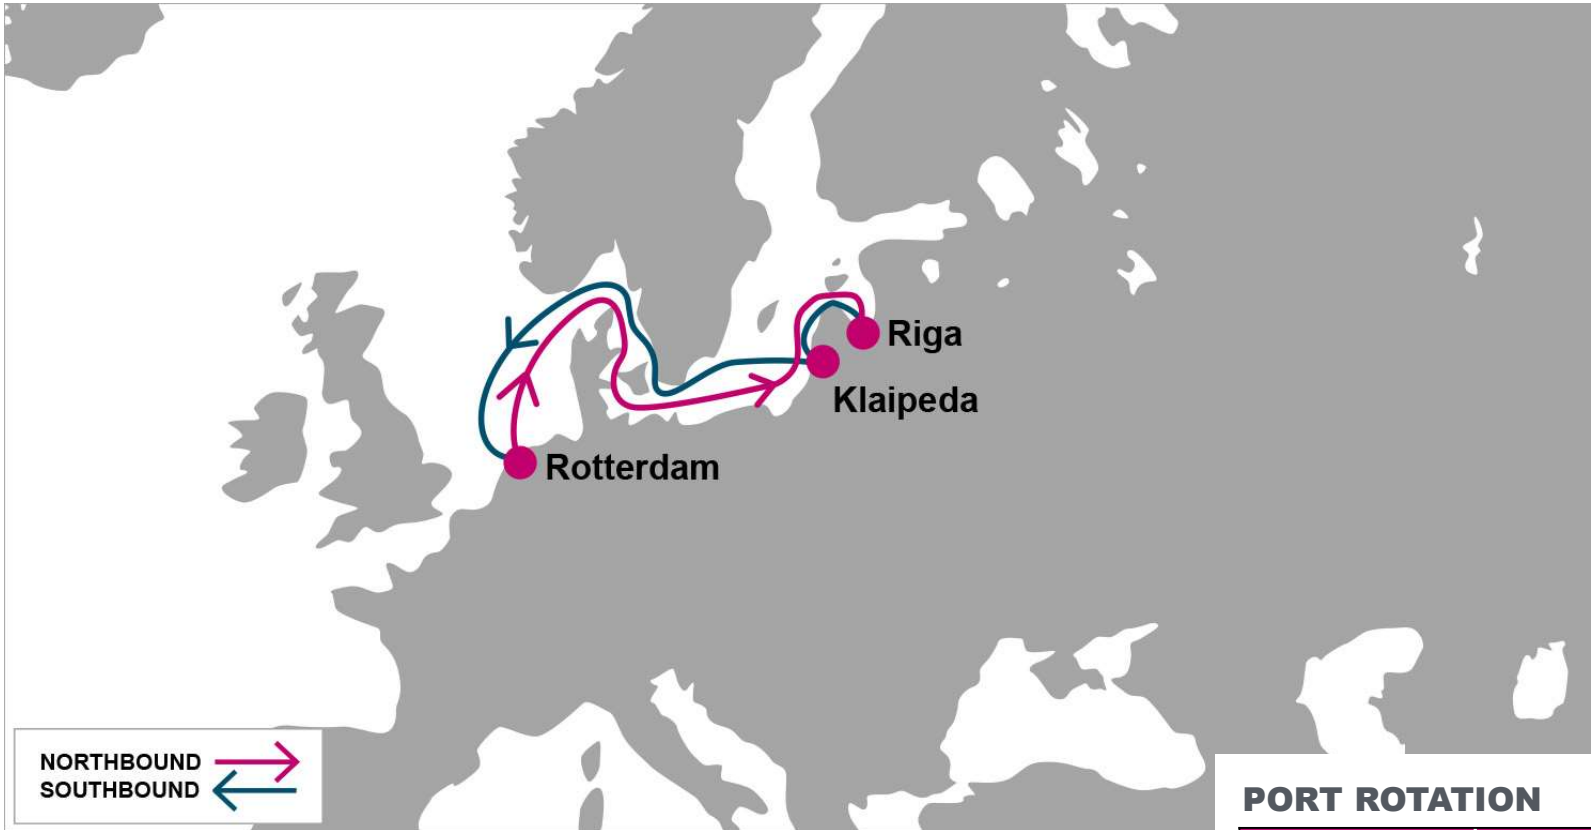 Riga
Klaipeda
Rotterdam
NORTHBOUND
SOUTHBOUND
PORT ROTATION